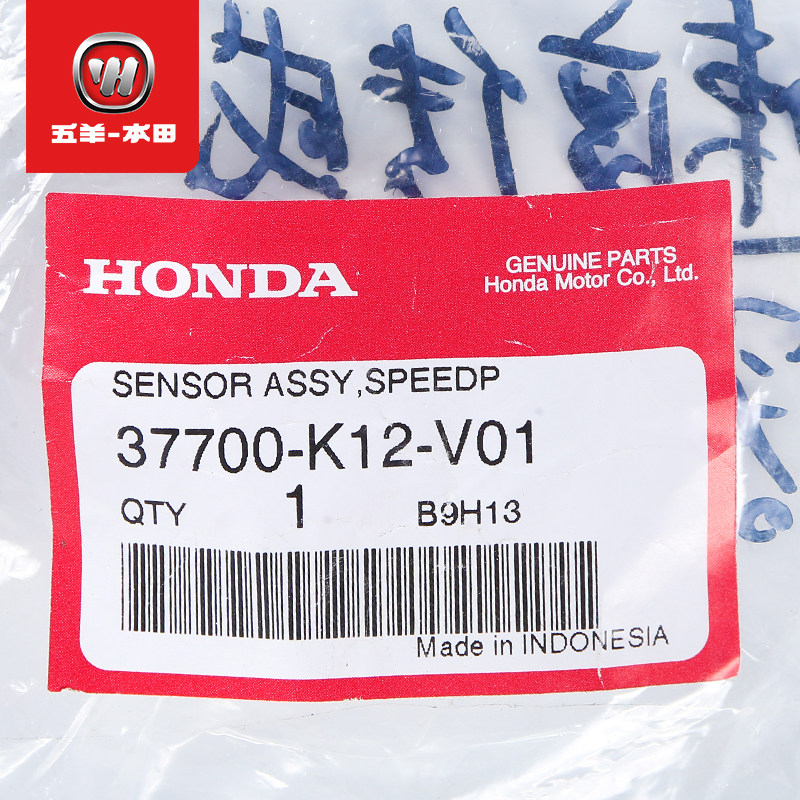 五羊-本田
HONDA
GENUINE PARTS
Honda Motor Co., Ltd.
SENSOR ASSY,SPEEDP
37700-K12-V01
QTY 1 B9H13
Made in INDONESIA